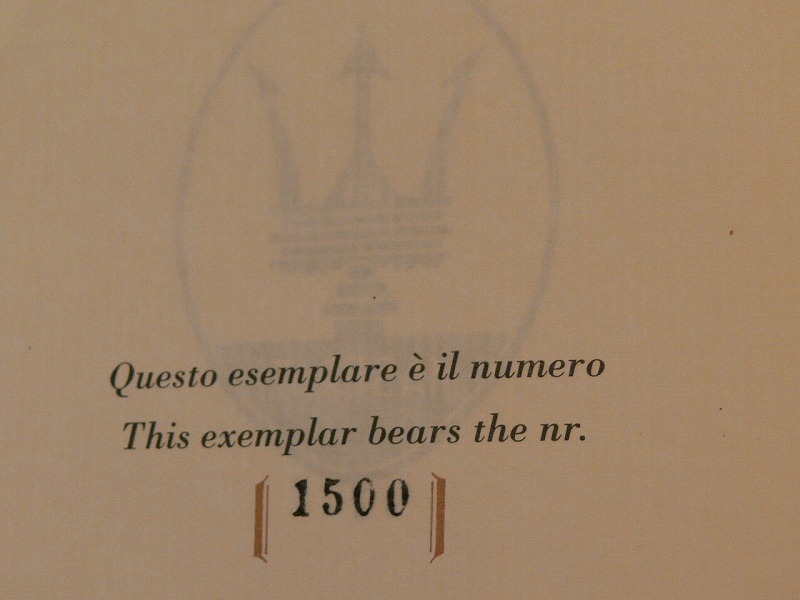 Questo esemplare è il numero
This exemplar bears the nr.
1500